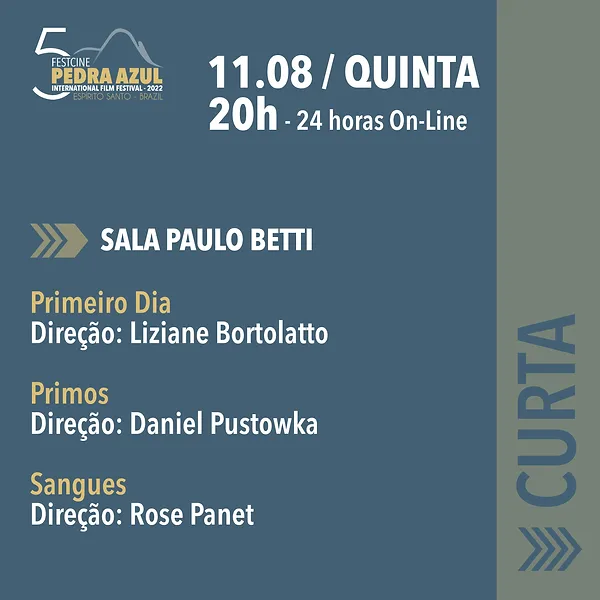 5
FESTCINE
PEDRA AZUL
INTERNATIONAL FILM FESTIVAL - 2022
ESPÍRITO SANTO - BRAZIL
11.08 / QUINTA
20h - 24 horas On-Line
SALA PAULO BETTI
Primeiro Dia
Direção: Liziane Bortolatto
Primos
Direção: Daniel Pustowka
Sangues
Direção: Rose Panet
CURTA